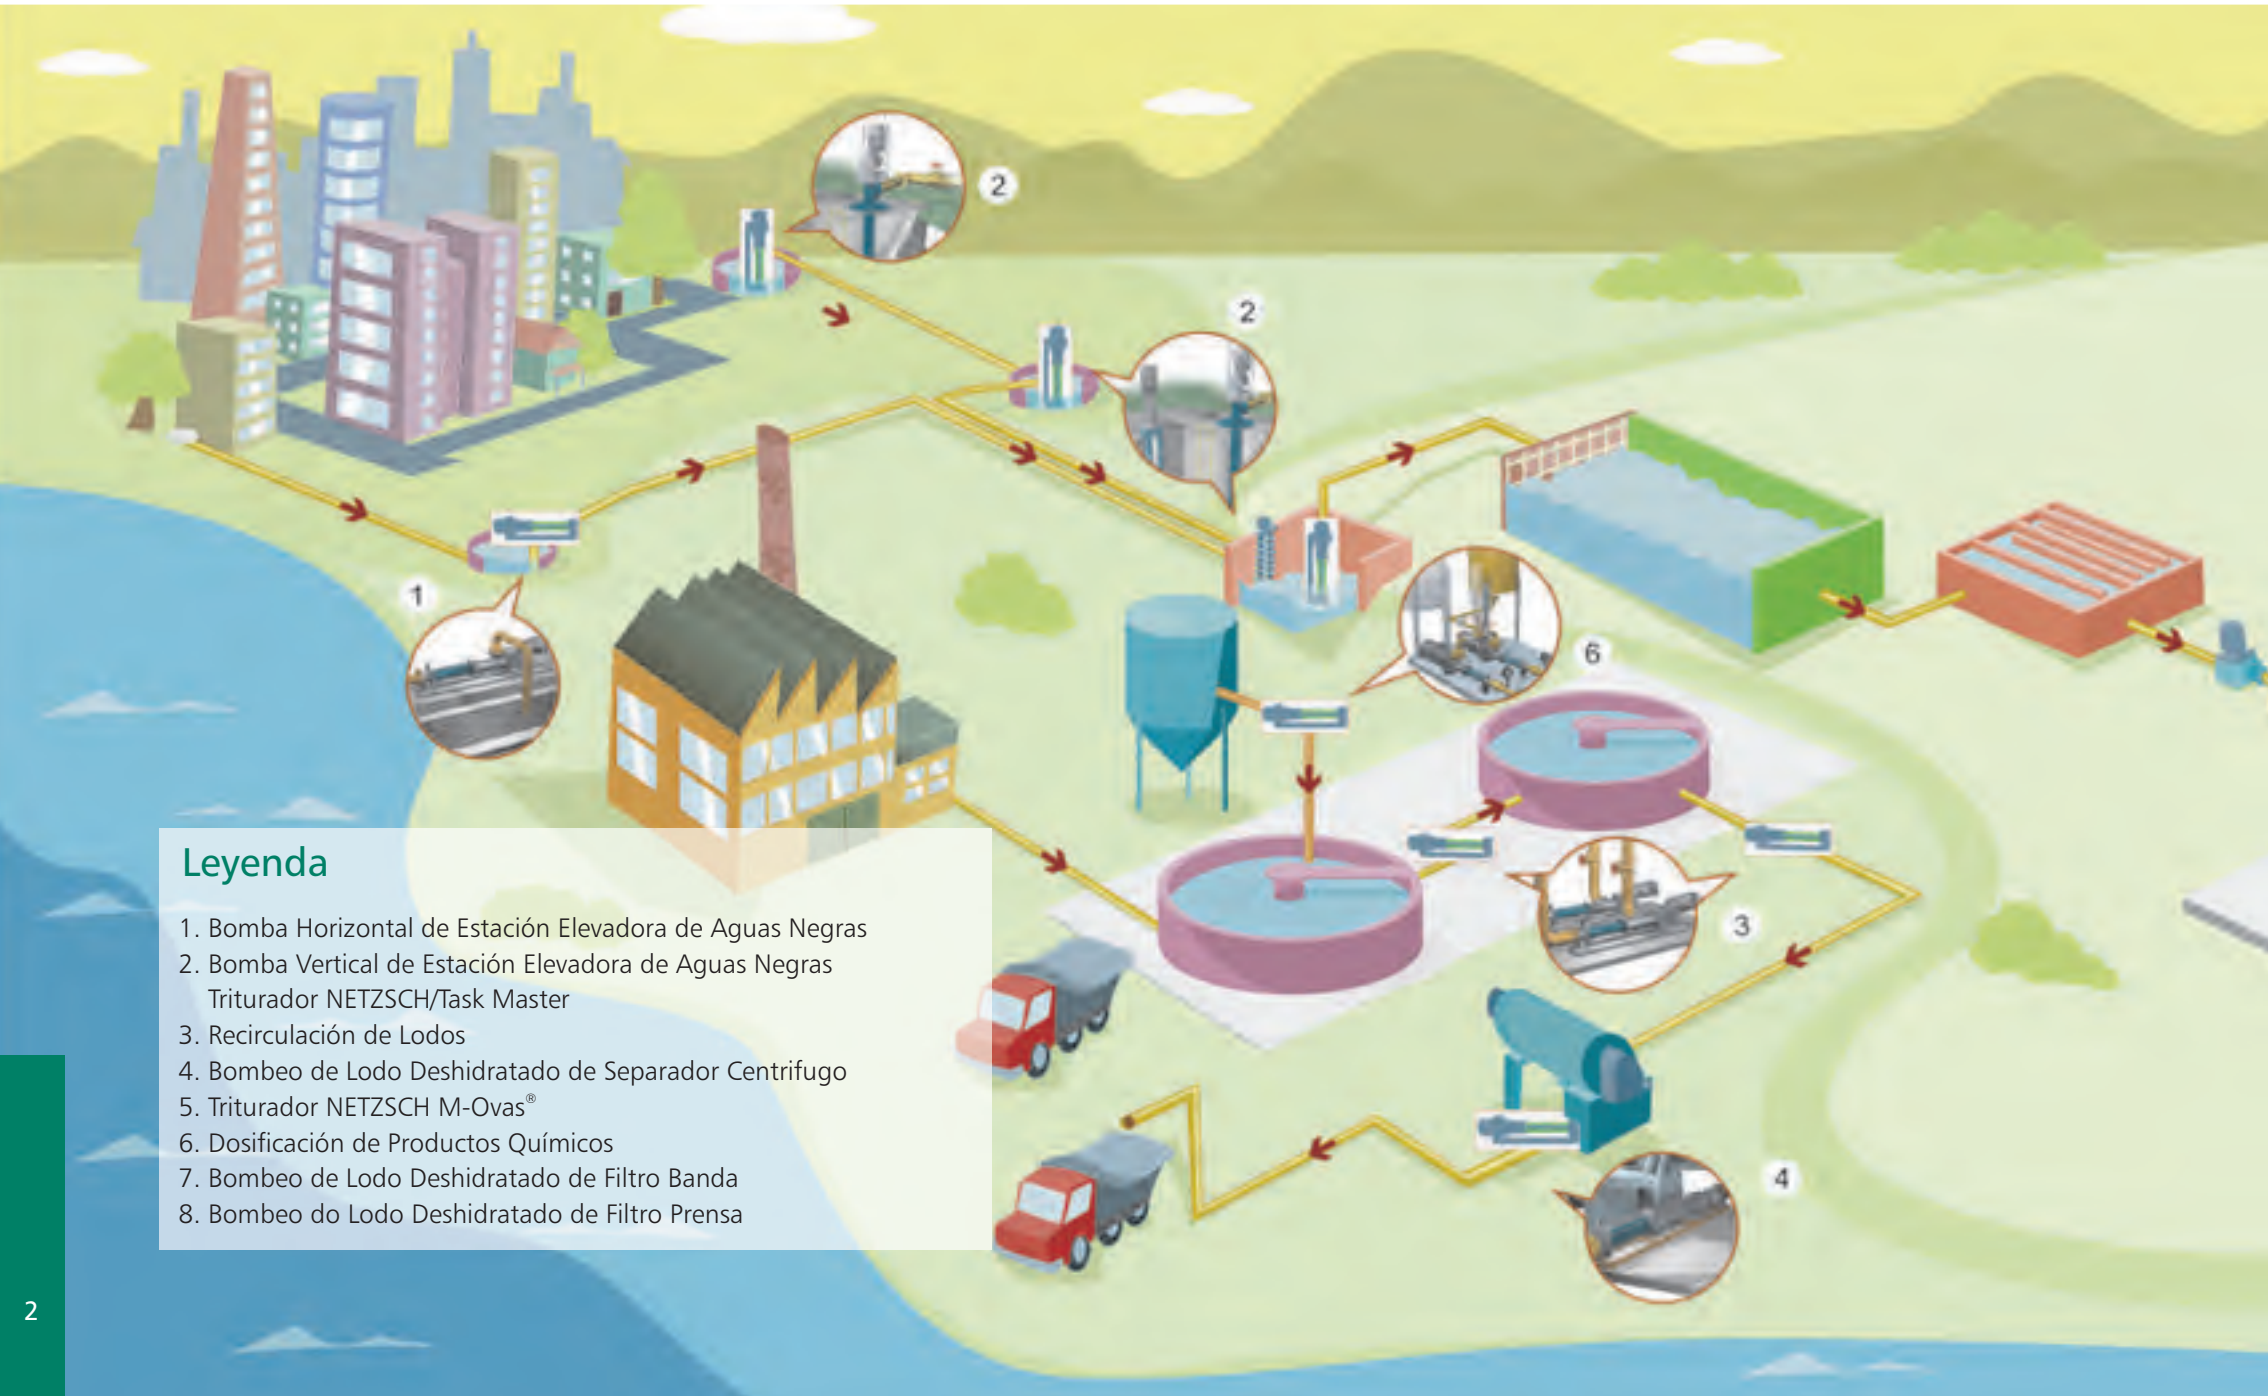 2
2
1
6
3
4
Leyenda
1. Bomba Horizontal de Estación Elevadora de Aguas Negras
2. Bomba Vertical de Estación Elevadora de Aguas Negras
Triturador NETZSCH/Task Master
3. Recirculación de Lodos
4. Bombeo de Lodo Deshidratado de Separador Centrifugo
5. Triturador NETZSCH M-Ovas®
6. Dosificación de Productos Químicos
7. Bombeo de Lodo Deshidratado de Filtro Banda
8. Bombeo do Lodo Deshidratado de Filtro Prensa
2